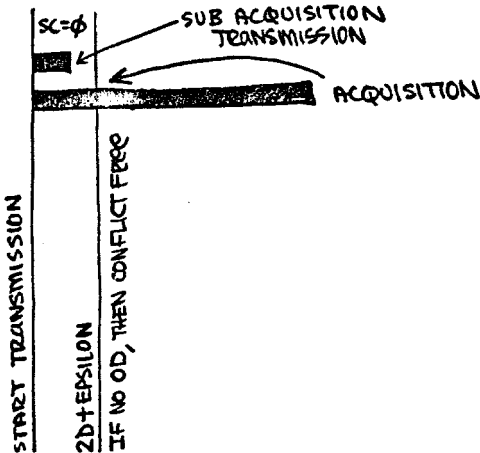 SC=φ
SUB ACQUISITION
TRANSMISSION
ACQUISITION
START TRANSMISSION
2D+EPSILON
IF NO OD, THEN CONFLICT FREE